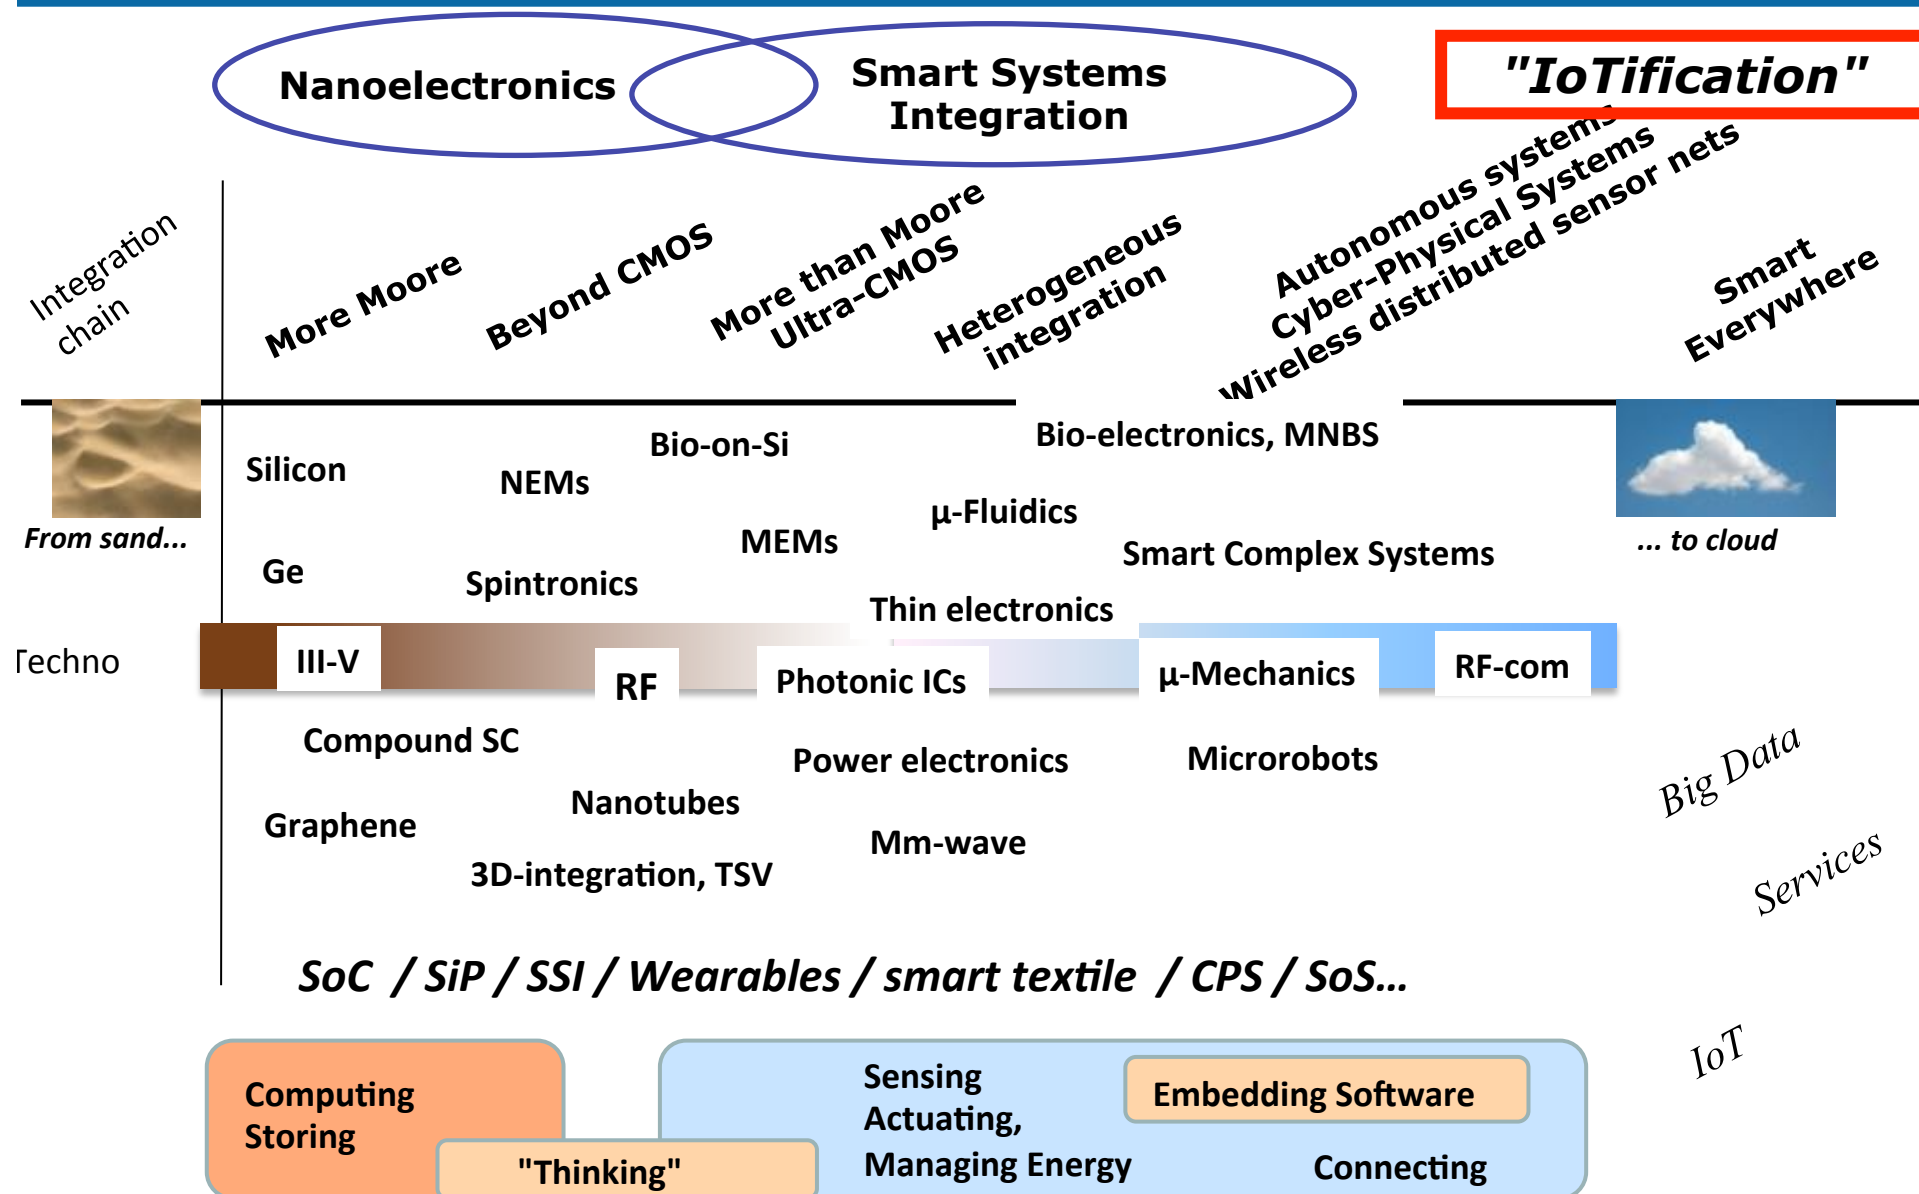 Nanoelectronics
Smart Systems
Integration
"IoTification"
Integration
chain
More Moore
Beyond CMOS
More than Moore
Ultra-CMOS
Heterogeneous
integration
Autonomous systems
Cyber-Physical Systems
Wireless distributed sensor nets
Smart
Everywhere
From sand...
... to cloud
Silicon
NEMs
Bio-on-Si
Bio-electronics, MNBS
µ-Fluidics
MEMs
Smart Complex Systems
Ge
Spintronics
Thin electronics
Techno
III-V
RF
Photonic ICs
µ-Mechanics
RF-com
Compound SC
Power electronics
Microrobots
Nanotubes
Graphene
Mm-wave
3D-integration, TSV
Big Data
Services
IoT
SoC / SiP / SSI / Wearables / smart textile / CPS / SoS...
Computing
Storing
"Thinking"
Sensing
Actuating,
Managing Energy
Embedding Software
Connecting